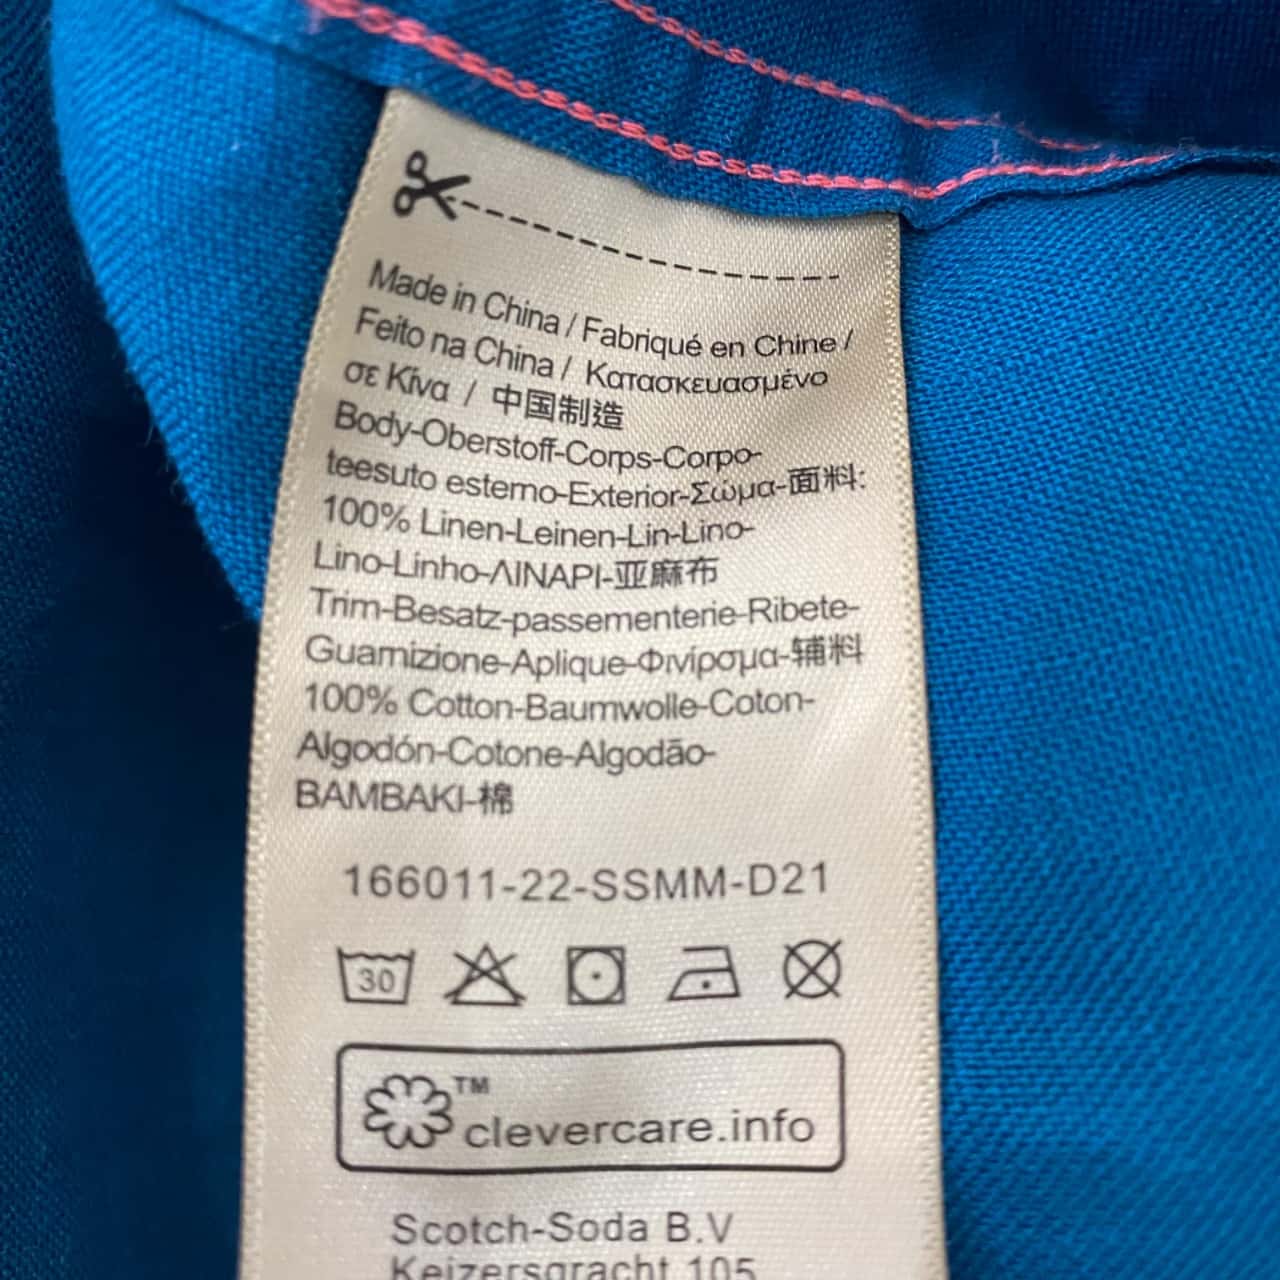 Made in China / Fabriqué en Chine /
Feito na China / Κατασκευασμένο
σε Κίνα / 中国制造
Body-Oberstoff-Corps-Corpo-
teesuto esterno-Exterior-Σώμα-面料:
100% Linen-Leinen-Lin-Lino-
Lino-Linho-ΛΙΝΑΡΙ-亚麻布
Trim-Besatz-passementerie-Ribete-
Guarnizione-Aplique-Φινίρσμα-辅料
100% Cotton-Baumwolle-Coton-
Algodón-Cotone-Algodão-
BAMBAKI-棉
166011-22-SSMM-D21
30
TM
clevercare.info
Scotch-Soda B.V
Keizersgracht 105